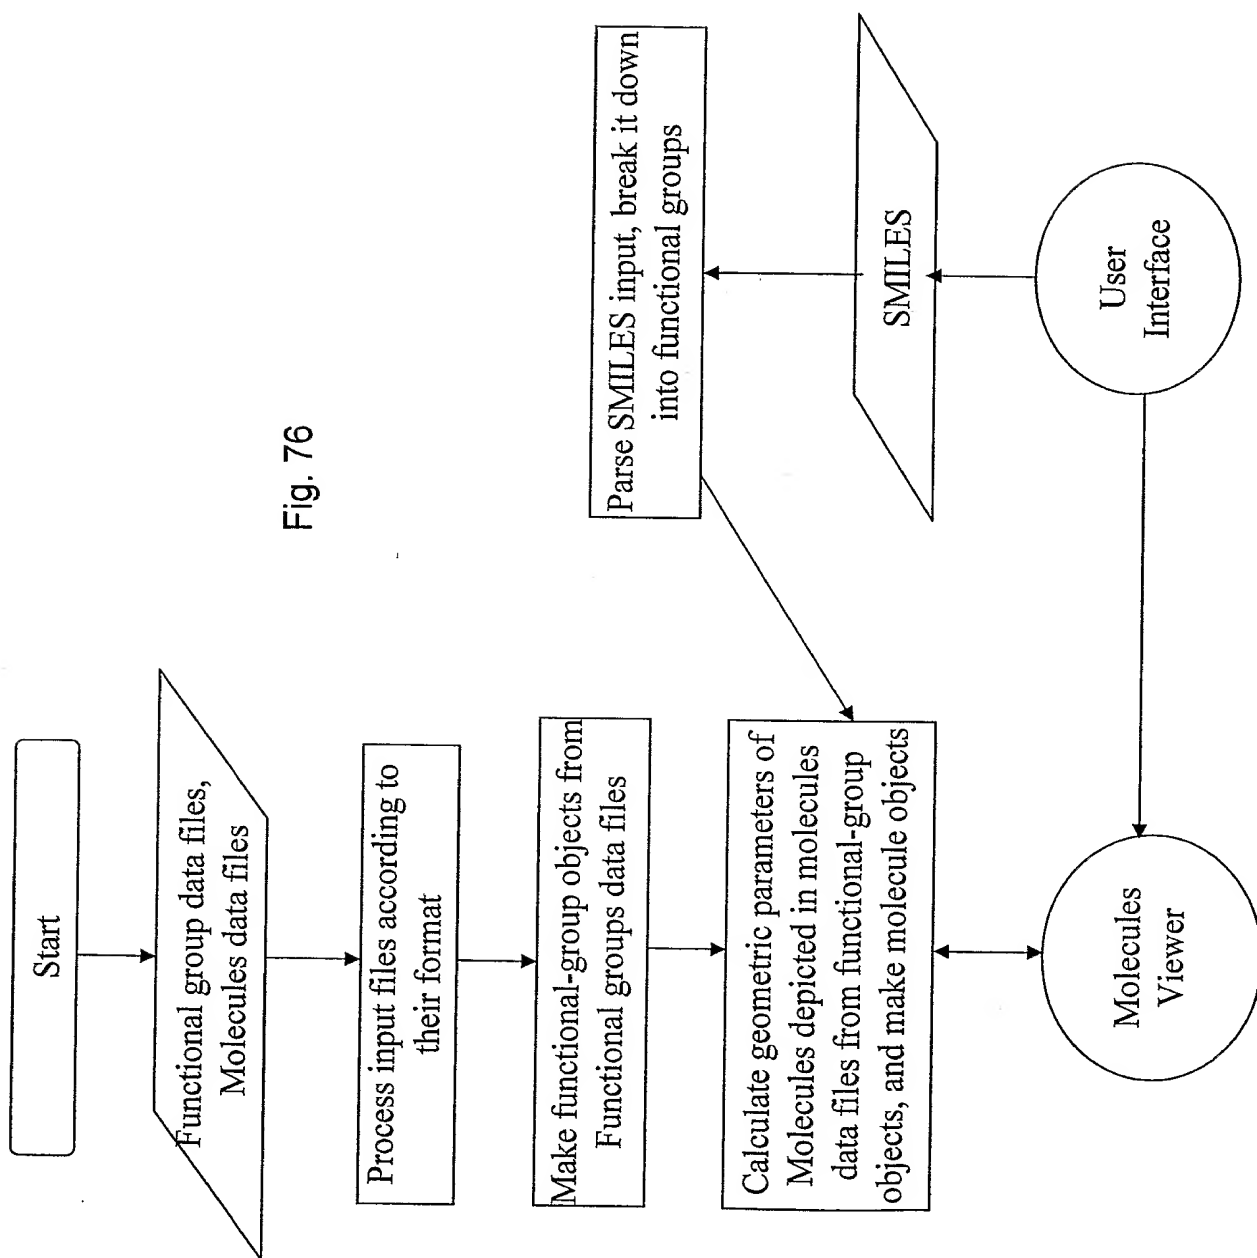 Fig. 76
Start
Functional group data files,
Molecules data files
Process input files according to
their format
Make functional-group objects from
Functional groups data files
Calculate geometric parameters of
Molecules depicted in molecules
data files from functional-group
objects, and make molecule objects
Molecules
Viewer
Parse SMILES input, break it down
into functional groups
SMILES
User
Interface